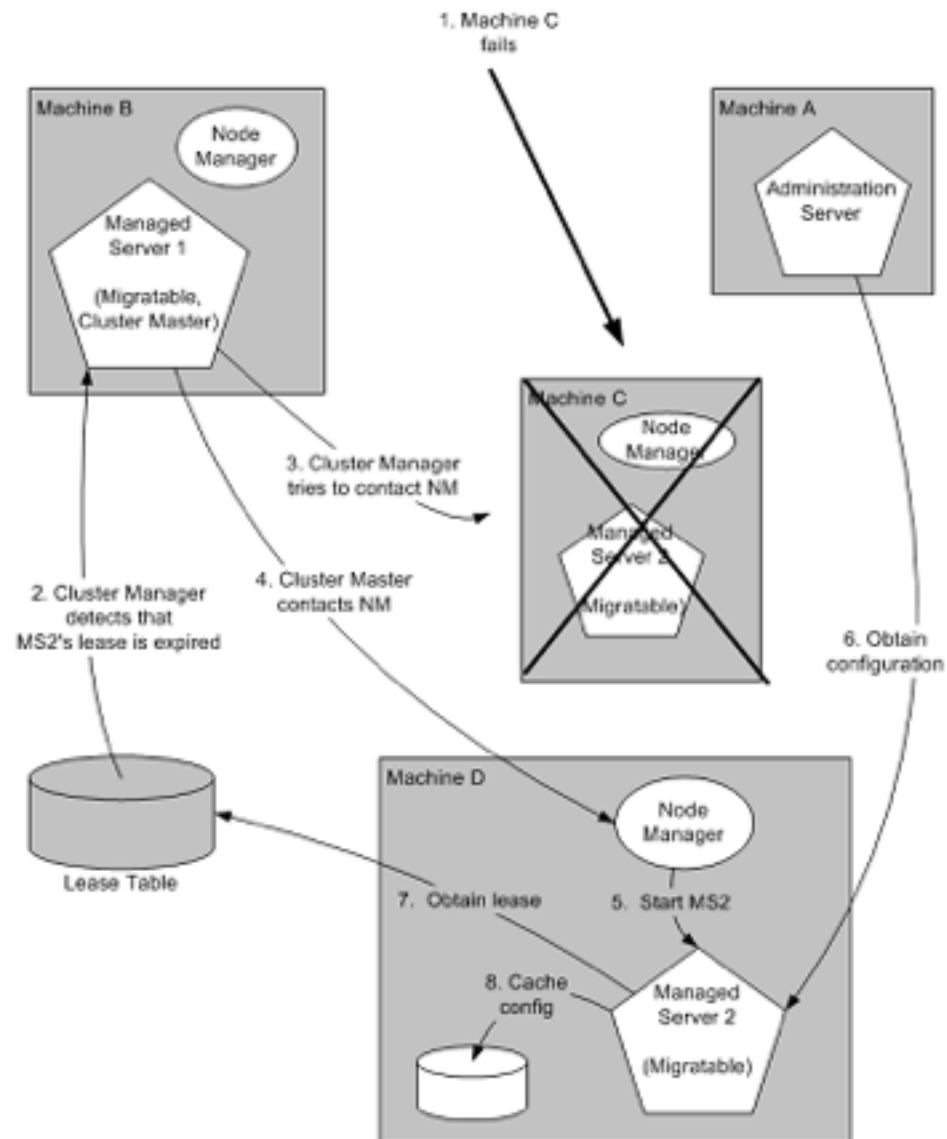 1. Machine C
fails
Machine B
Node
Manager
Managed
Server 1
(Migratable,
Cluster Master)
Machine A
Administration
Server
Machine C
Node
Manager
Managed
Server 2
(Migratable)
3. Cluster Manager
tries to contact NM
4. Cluster Master
contacts NM
2. Cluster Manager
detects that
MS2's lease is expired
6. Obtain
configuration
Lease Table
Machine D
Node
Manager
7. Obtain lease
5. Start MS2
8. Cache
config
Managed
Server 2
(Migratable)